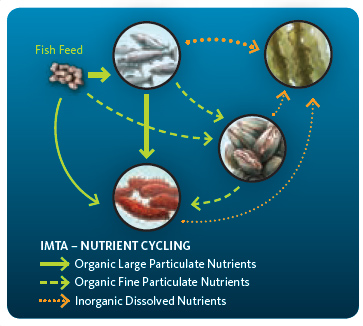 Fish Feed
IMTA – NUTRIENT CYCLING
Organic Large Particulate Nutrients
Organic Fine Particulate Nutrients
Inorganic Dissolved Nutrients